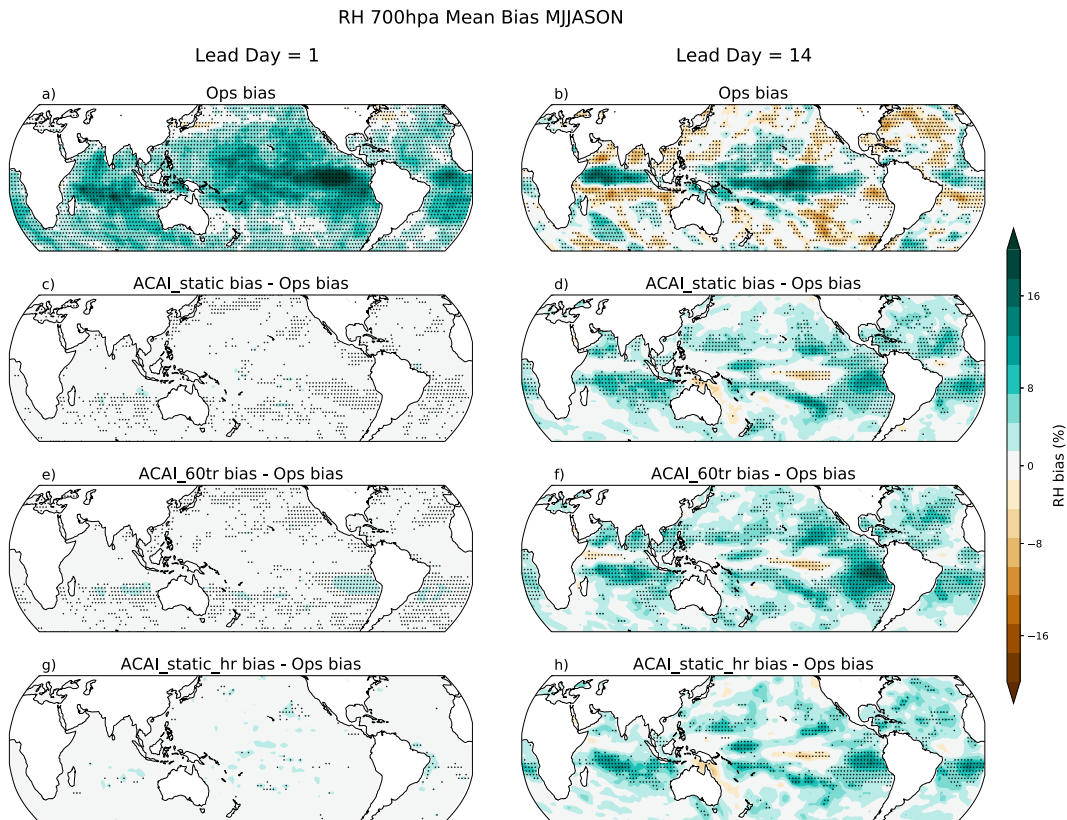 RH 700hpa Mean Bias MJJASON
Lead Day = 1
Lead Day = 14
a)
Ops bias
b)
Ops bias
c)
ACAI_static bias - Ops bias
d)
ACAI_static bias - Ops bias
e)
ACAI_60tr bias - Ops bias
f)
ACAI_60tr bias - Ops bias
g)
ACAI_static_hr bias - Ops bias
h)
ACAI_static_hr bias - Ops bias
16
8
0
−8
−16
RH bias (%)